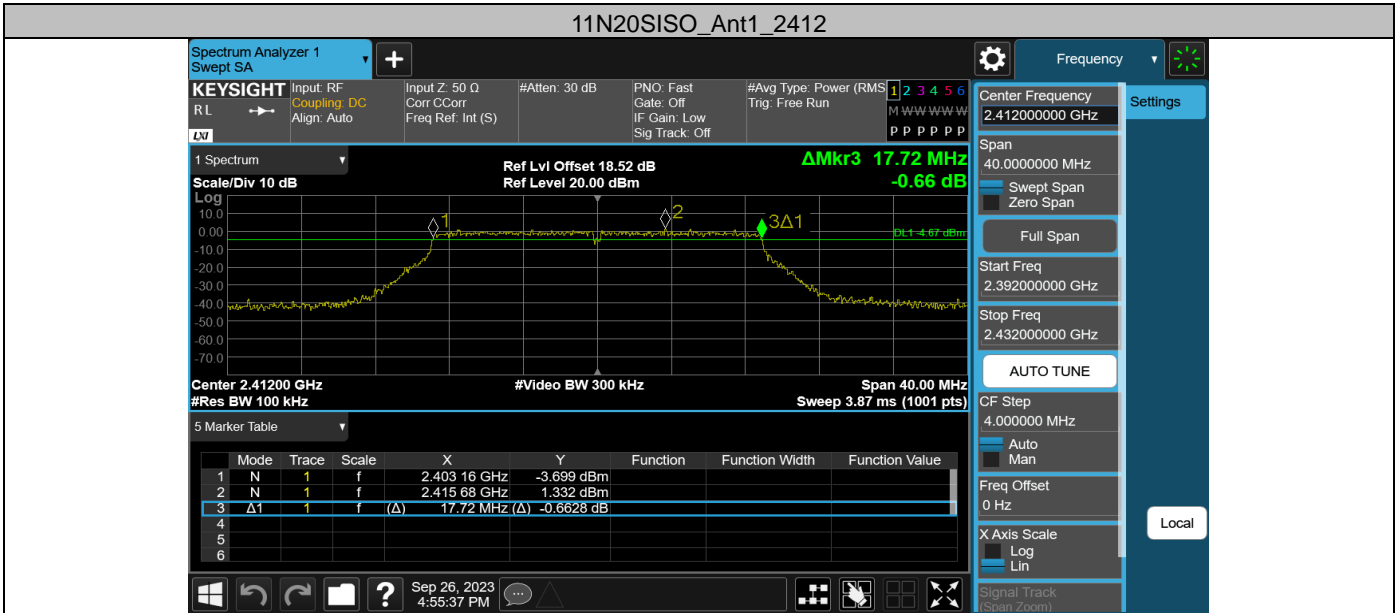 11N20SISO_Ant1_2412
Spectrum Analyzer 1
Swept SA
+
Frequency
KEYSIGHT
RL
LXI
Input: RF
Coupling: DC
Align: Auto
Input Z: 50 Ω
Corr CCorr
Freq Ref: Int (S)
#Atten: 30 dB
PNO: Fast
Gate: Off
IF Gain: Low
Sig Track: Off
#Avg Type: Power (RMS
Trig: Free Run
1 2 3 4 5 6
M W W W W W
P P P P P P
1 Spectrum
Scale/Div 10 dB
Ref Lvl Offset 18.52 dB
Ref Level 20.00 dBm
ΔMkr3 17.72 MHz
-0.66 dB
Log
10.0
0.00
-10.0
-20.0
-30.0
-40.0
-50.0
-60.0
-70.0
1
2
3Δ1
DL1 -4.67 dBm
Center 2.41200 GHz
#Video BW 300 kHz
Span 40.00 MHz
#Res BW 100 kHz
Sweep 3.87 ms (1001 pts)
5 Marker Table
Mode Trace Scale X Y Function Function Width Function Value
1 N 1 f 2.403 16 GHz -3.699 dBm
2 N 1 f 2.415 68 GHz 1.332 dBm
3 Δ1 1 f (Δ) 17.72 MHz (Δ) -0.6628 dB
4
5
6
Sep 26, 2023
4:55:37 PM
?
Center Frequency
2.412000000 GHz
Settings
Span
40.0000000 MHz
Swept Span
Zero Span
Full Span
Start Freq
2.392000000 GHz
Stop Freq
2.432000000 GHz
AUTO TUNE
CF Step
4.000000 MHz
Auto
Man
Freq Offset
0 Hz
Local
X Axis Scale
Log
Lin
Signal Track
(Span Zoom)